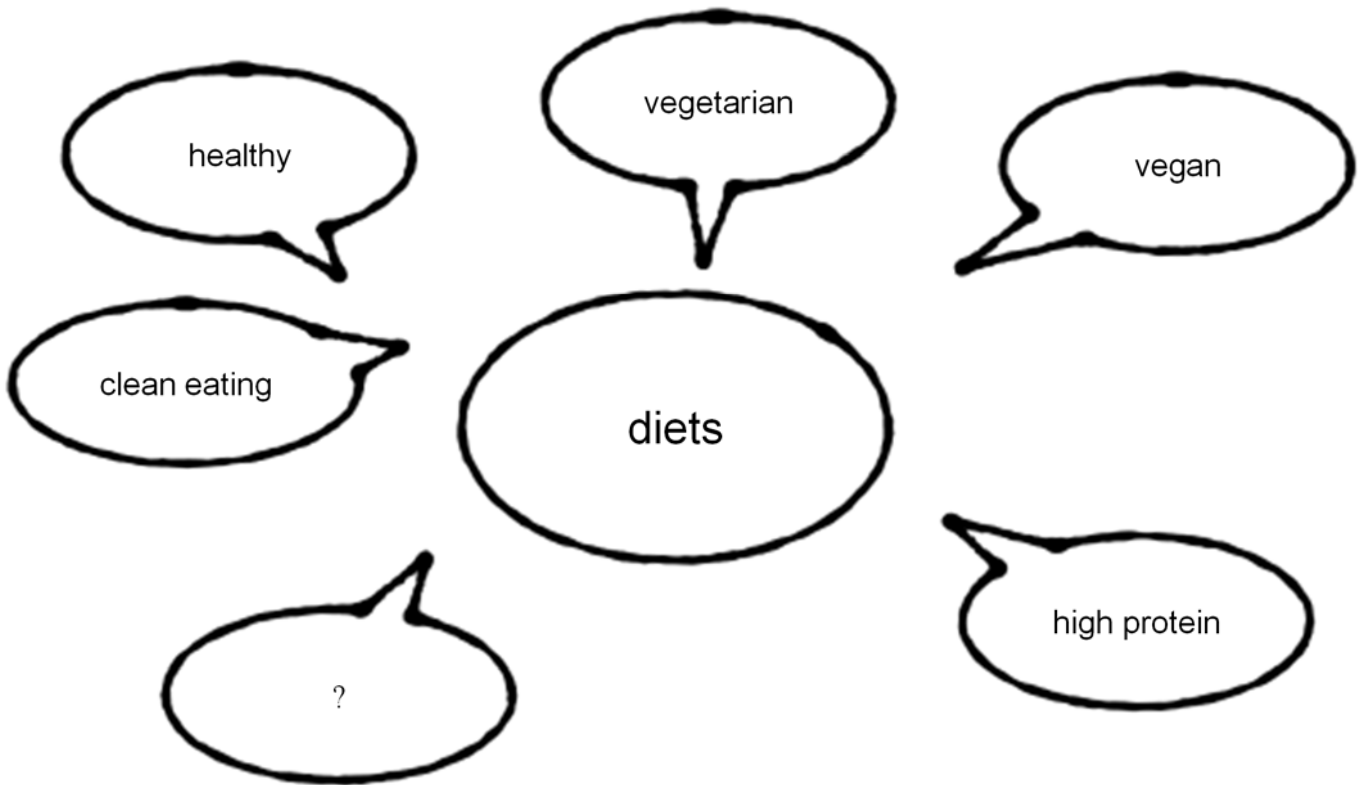 vegetarian
healthy
vegan
clean eating
diets
high protein
?